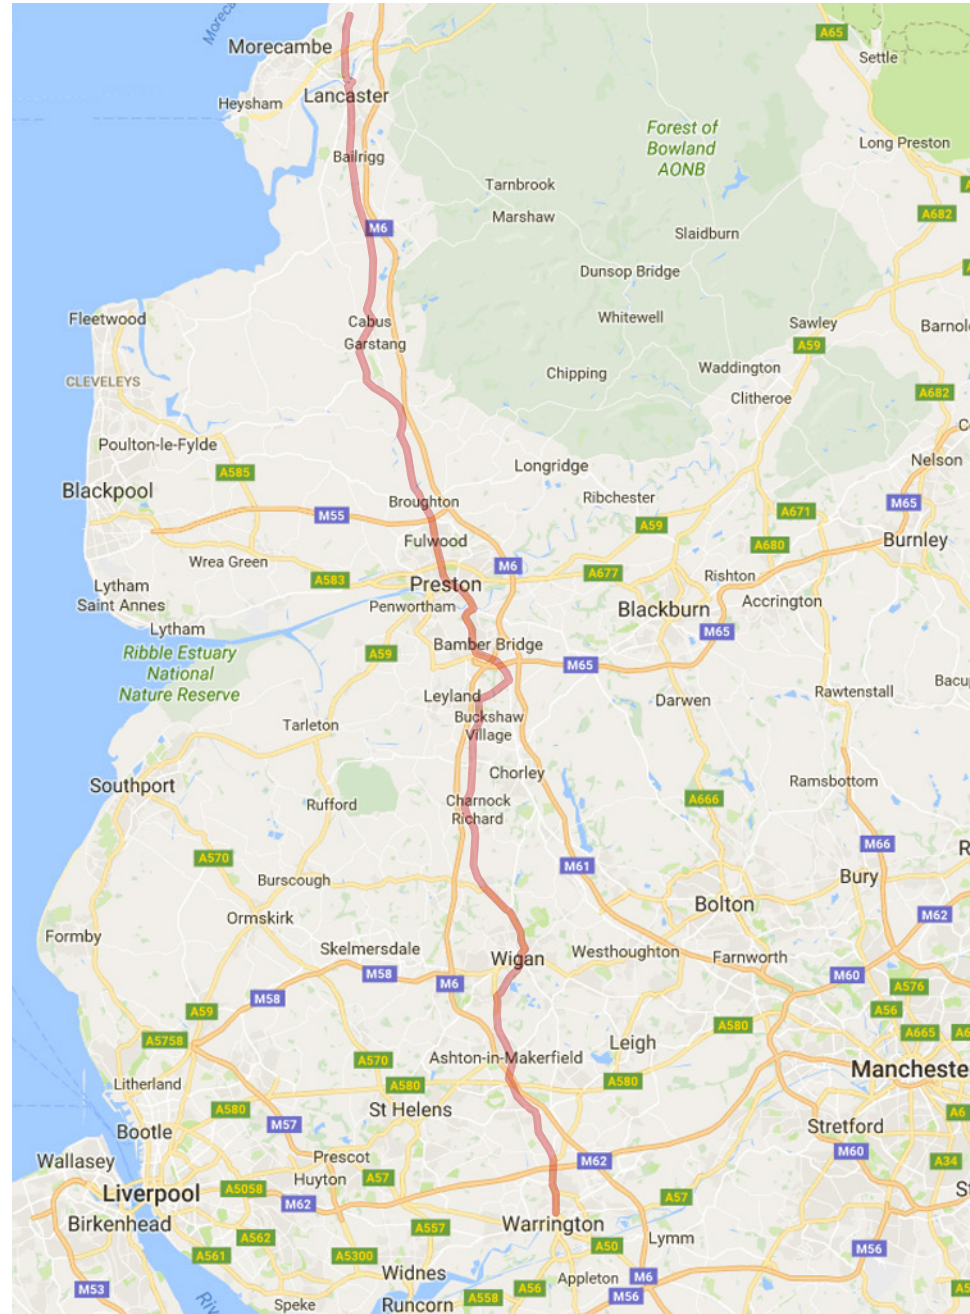 Moreca
A65
Morecambe
Settle
Lancaster
Heysham
Forest of
Bowland
AONB
Long Preston
Bailrigg
Tarnbrook
A682
Marshaw
M6
Slaidburn
Dunsop Bridge
Whitewell
Fleetwood
Cabus
Sawley
Barnol
Garstang
A59
CLEVELEYS
Chipping
Waddington
A682
Clitheroe
Poulton-le-Fylde
Nelson
A585
Longridge
Blackpool
Broughton
Ribchester
M65
M55
A59
A671
Fulwood
A680
Burnley
Wrea Green
M6
A583
Preston
A677
Rishton
Lytham
Saint Annes
Penwortham
Blackburn
Accrington
Lytham
M65
Bamber Bridge
Ribble Estuary
National
Nature Reserve
A59
M65
Leyland
Darwen
Rawtenstall
Bacup
Tarleton
Buckshaw
Village
Southport
Chorley
Ramsbottom
Rufford
Charnock
Richard
A666
A570
M61
M66
Burscough
Bury
Bolton
Ormskirk
M62
Formby
Skelmersdale
Wigan
Westhoughton
Farnworth
M58
M6
M60
A576
M58
A59
A56
A580
A665
A5758
A570
Ashton-in-Makerfield
Leigh
Mancheste
Litherland
A580
A580
A580
St Helens
A6
M57
Stretford
Bootle
Prescot
M60
Wallasey
M62
A34
Huyton
A57
Liverpool
A5058
M62
A57
Birkenhead
A557
Warrington
A562
A50
Lymm
A561
A5300
M56
Widnes
M6
Appleton
M53
A56
M56
Speke
Runcorn
A558